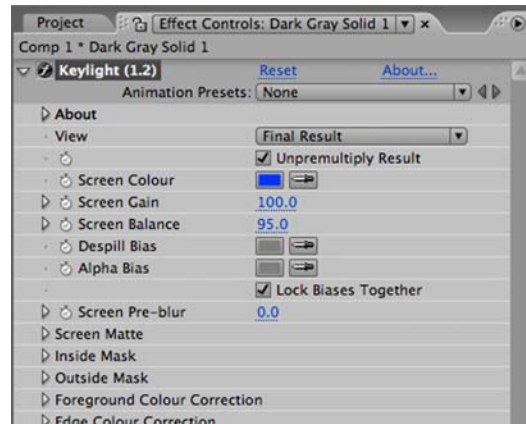 Project Effect Controls: Dark Gray Solid 1
Comp 1 * Dark Gray Solid 1
Keylight (1.2) Reset About...
Animation Presets: None
About
View Final Result
Unpremultiply Result
Screen Colour
Screen Gain 100.0
Screen Balance 95.0
Despill Bias
Alpha Bias
Lock Biases Together
Screen Pre-blur 0.0
Screen Matte
Inside Mask
Outside Mask
Foreground Colour Correction
Edge Colour Correction